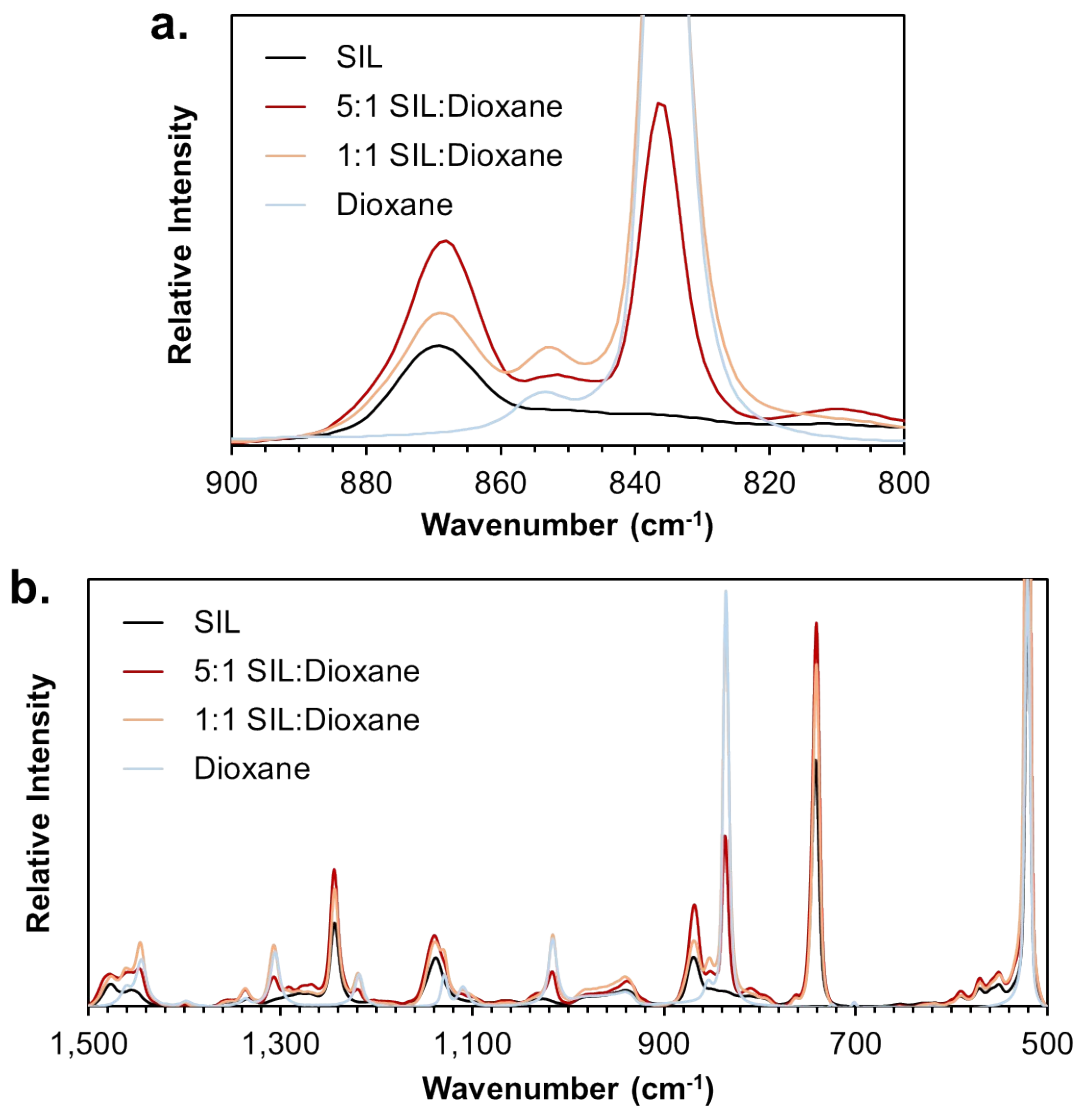 a.
SIL
5:1 SIL:Dioxane
1:1 SIL:Dioxane
Dioxane
Relative Intensity
900 880 860 840 820 800
Wavenumber (cm-1)
b.
SIL
5:1 SIL:Dioxane
1:1 SIL:Dioxane
Dioxane
Relative Intensity
1,500 1,300 1,100 900 700 500
Wavenumber (cm-1)